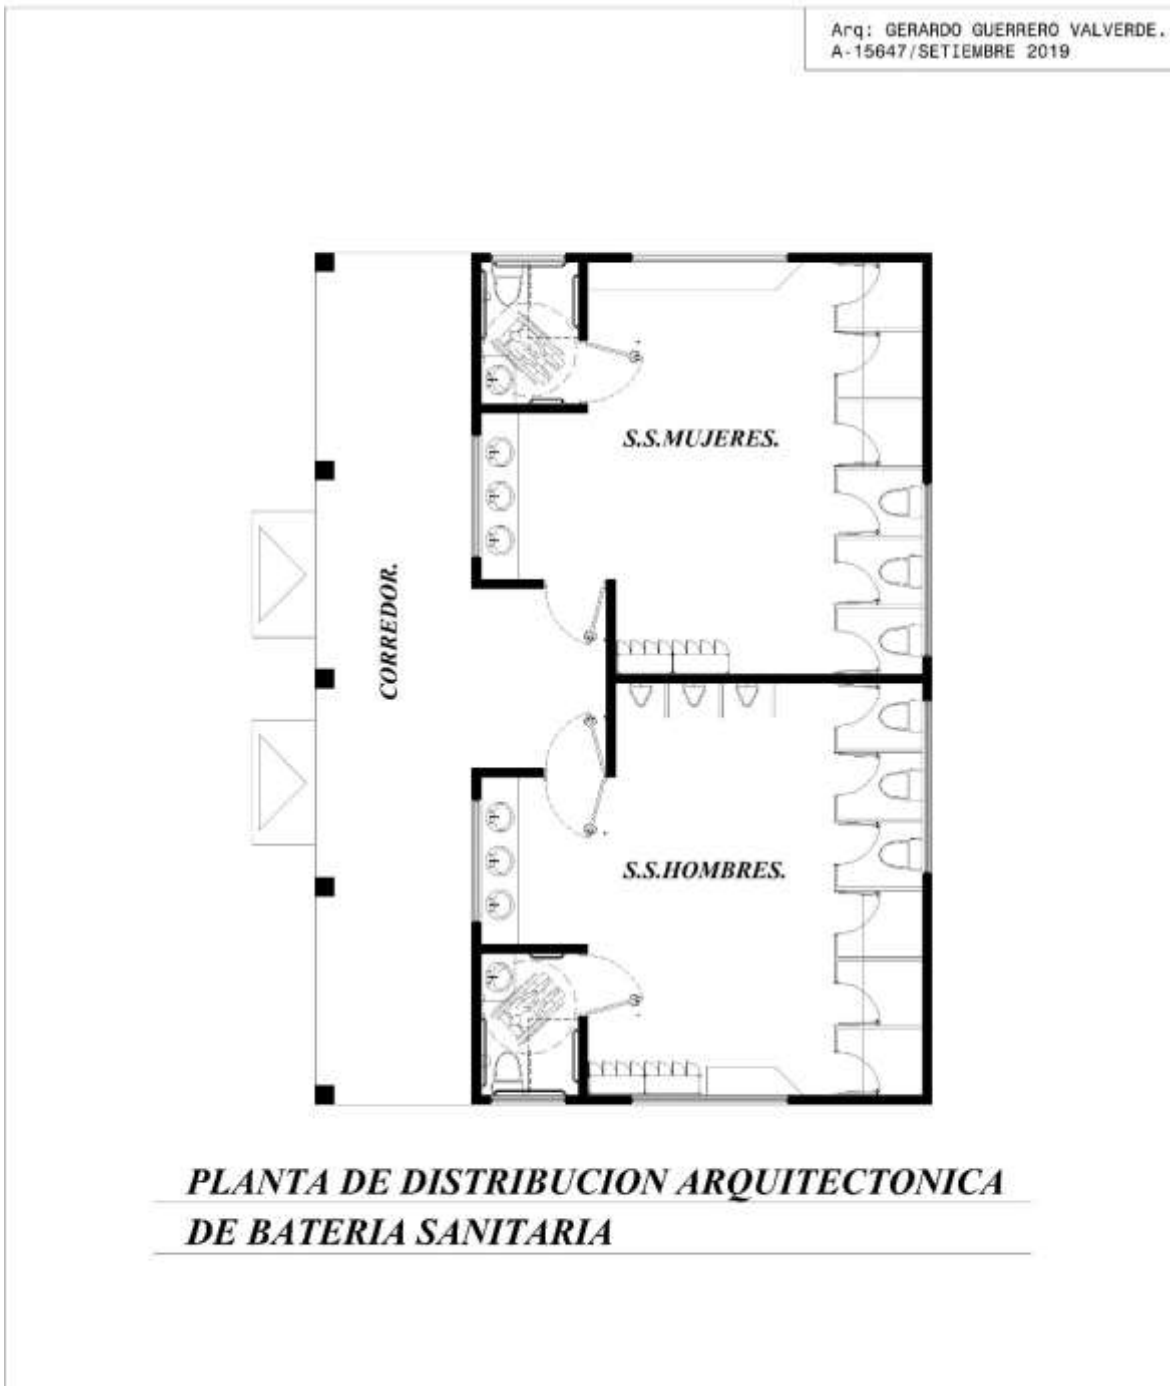 Arq: GERARDO GUERRERO VALVERDE.
A-15647/SETIEMBRE 2019
S.S.MUJERES.
CORREDOR.
S.S.HOMBRES.
PLANTA DE DISTRIBUCION ARQUITECTONICA
DE BATERIA SANITARIA